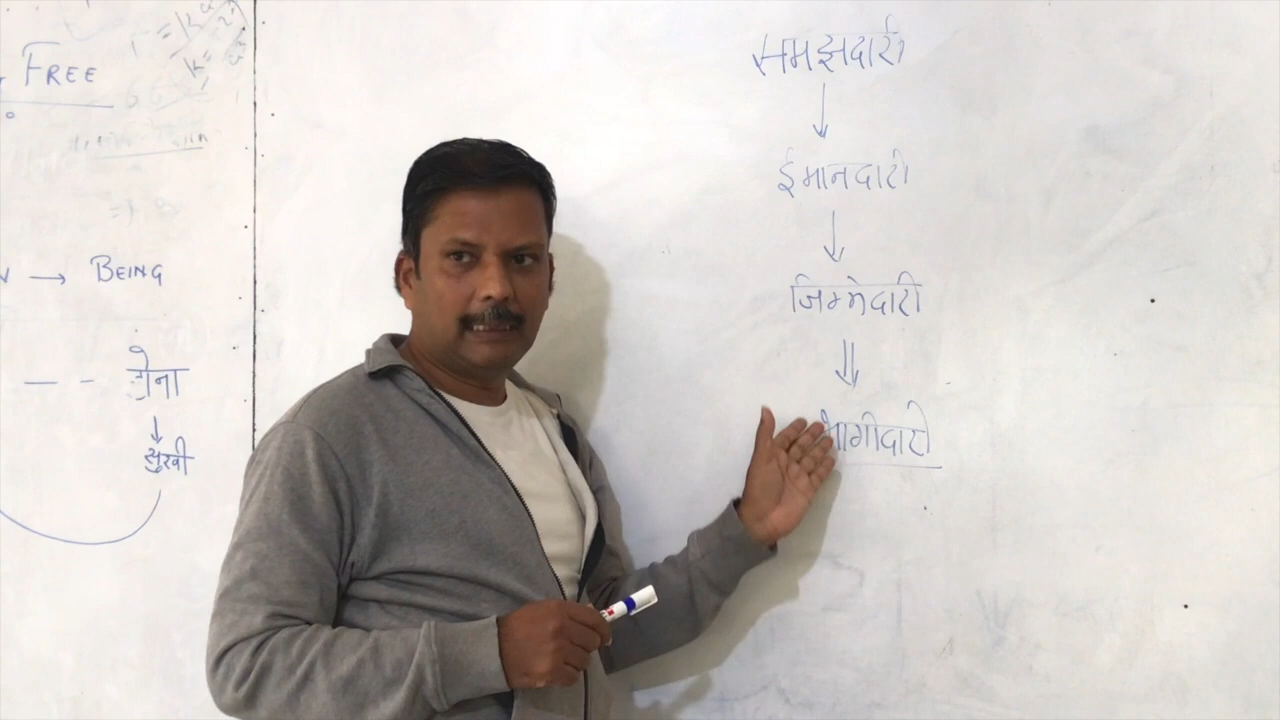 FREE
→ BEING
होना
↓
सुखी
समझदारी
↓
ईमानदारी
↓
जिम्मेदारी
⇓
भागीदारी